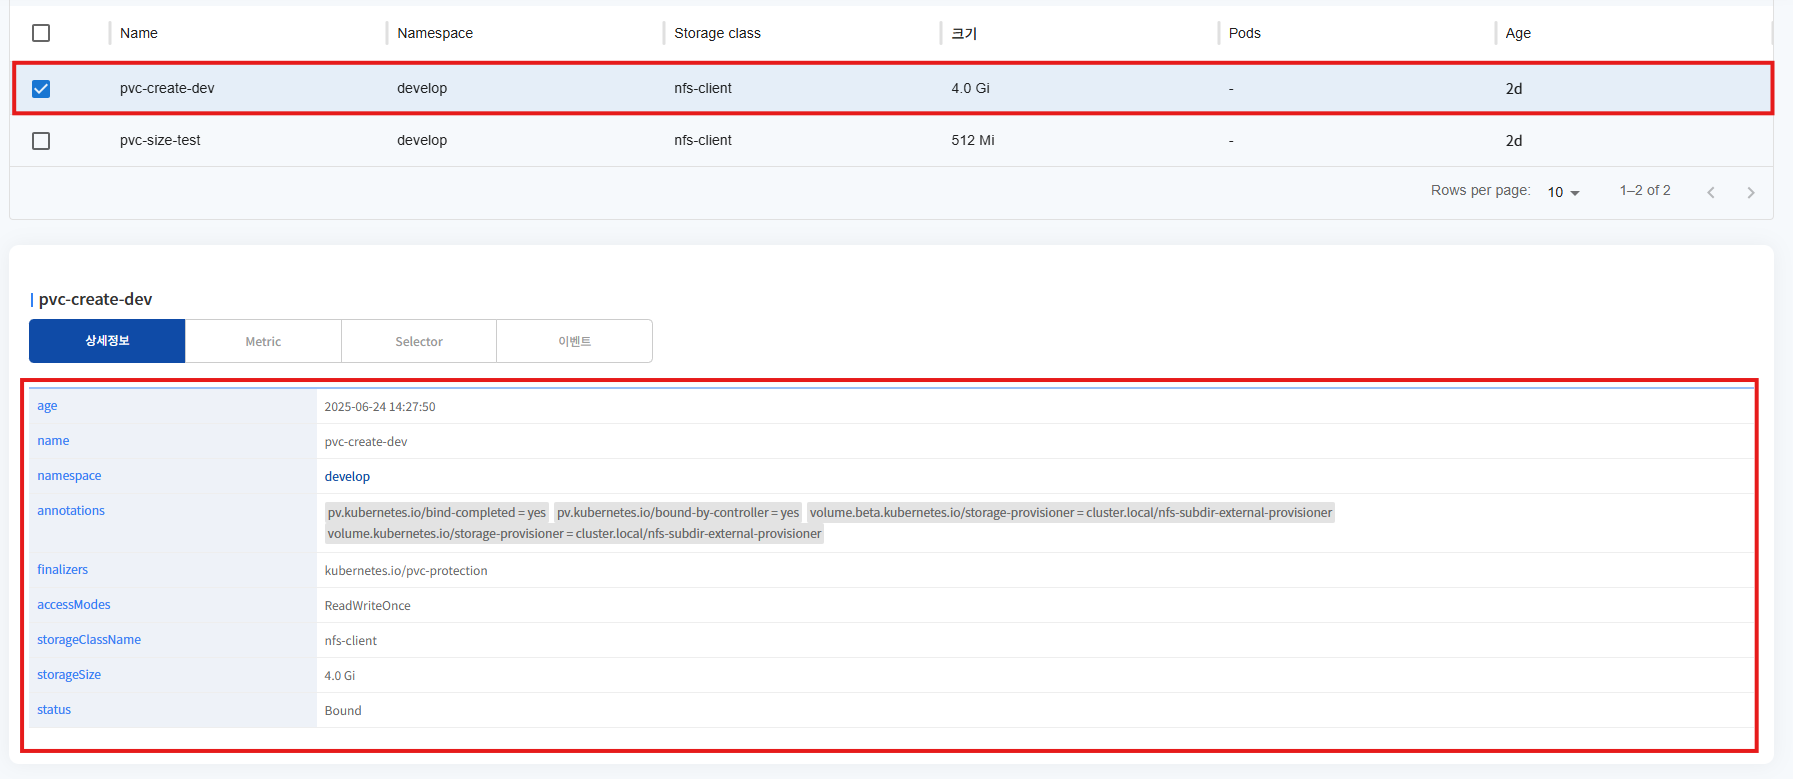 Name Namespace Storage class 크기 Pods Age
pvc-create-dev develop nfs-client 4.0 Gi - 2d
pvc-size-test develop nfs-client 512 Mi - 2d
Rows per page: 10 1–2 of 2
pvc-create-dev
상세정보 Metric Selector 이벤트
age 2025-06-24 14:27:50
name pvc-create-dev
namespace develop
annotations pv.kubernetes.io/bind-completed = yes pv.kubernetes.io/bound-by-controller = yes volume.beta.kubernetes.io/storage-provisioner = cluster.local/nfs-subdir-external-provisioner
volume.kubernetes.io/storage-provisioner = cluster.local/nfs-subdir-external-provisioner
finalizers kubernetes.io/pvc-protection
accessModes ReadWriteOnce
storageClassName nfs-client
storageSize 4.0 Gi
status Bound